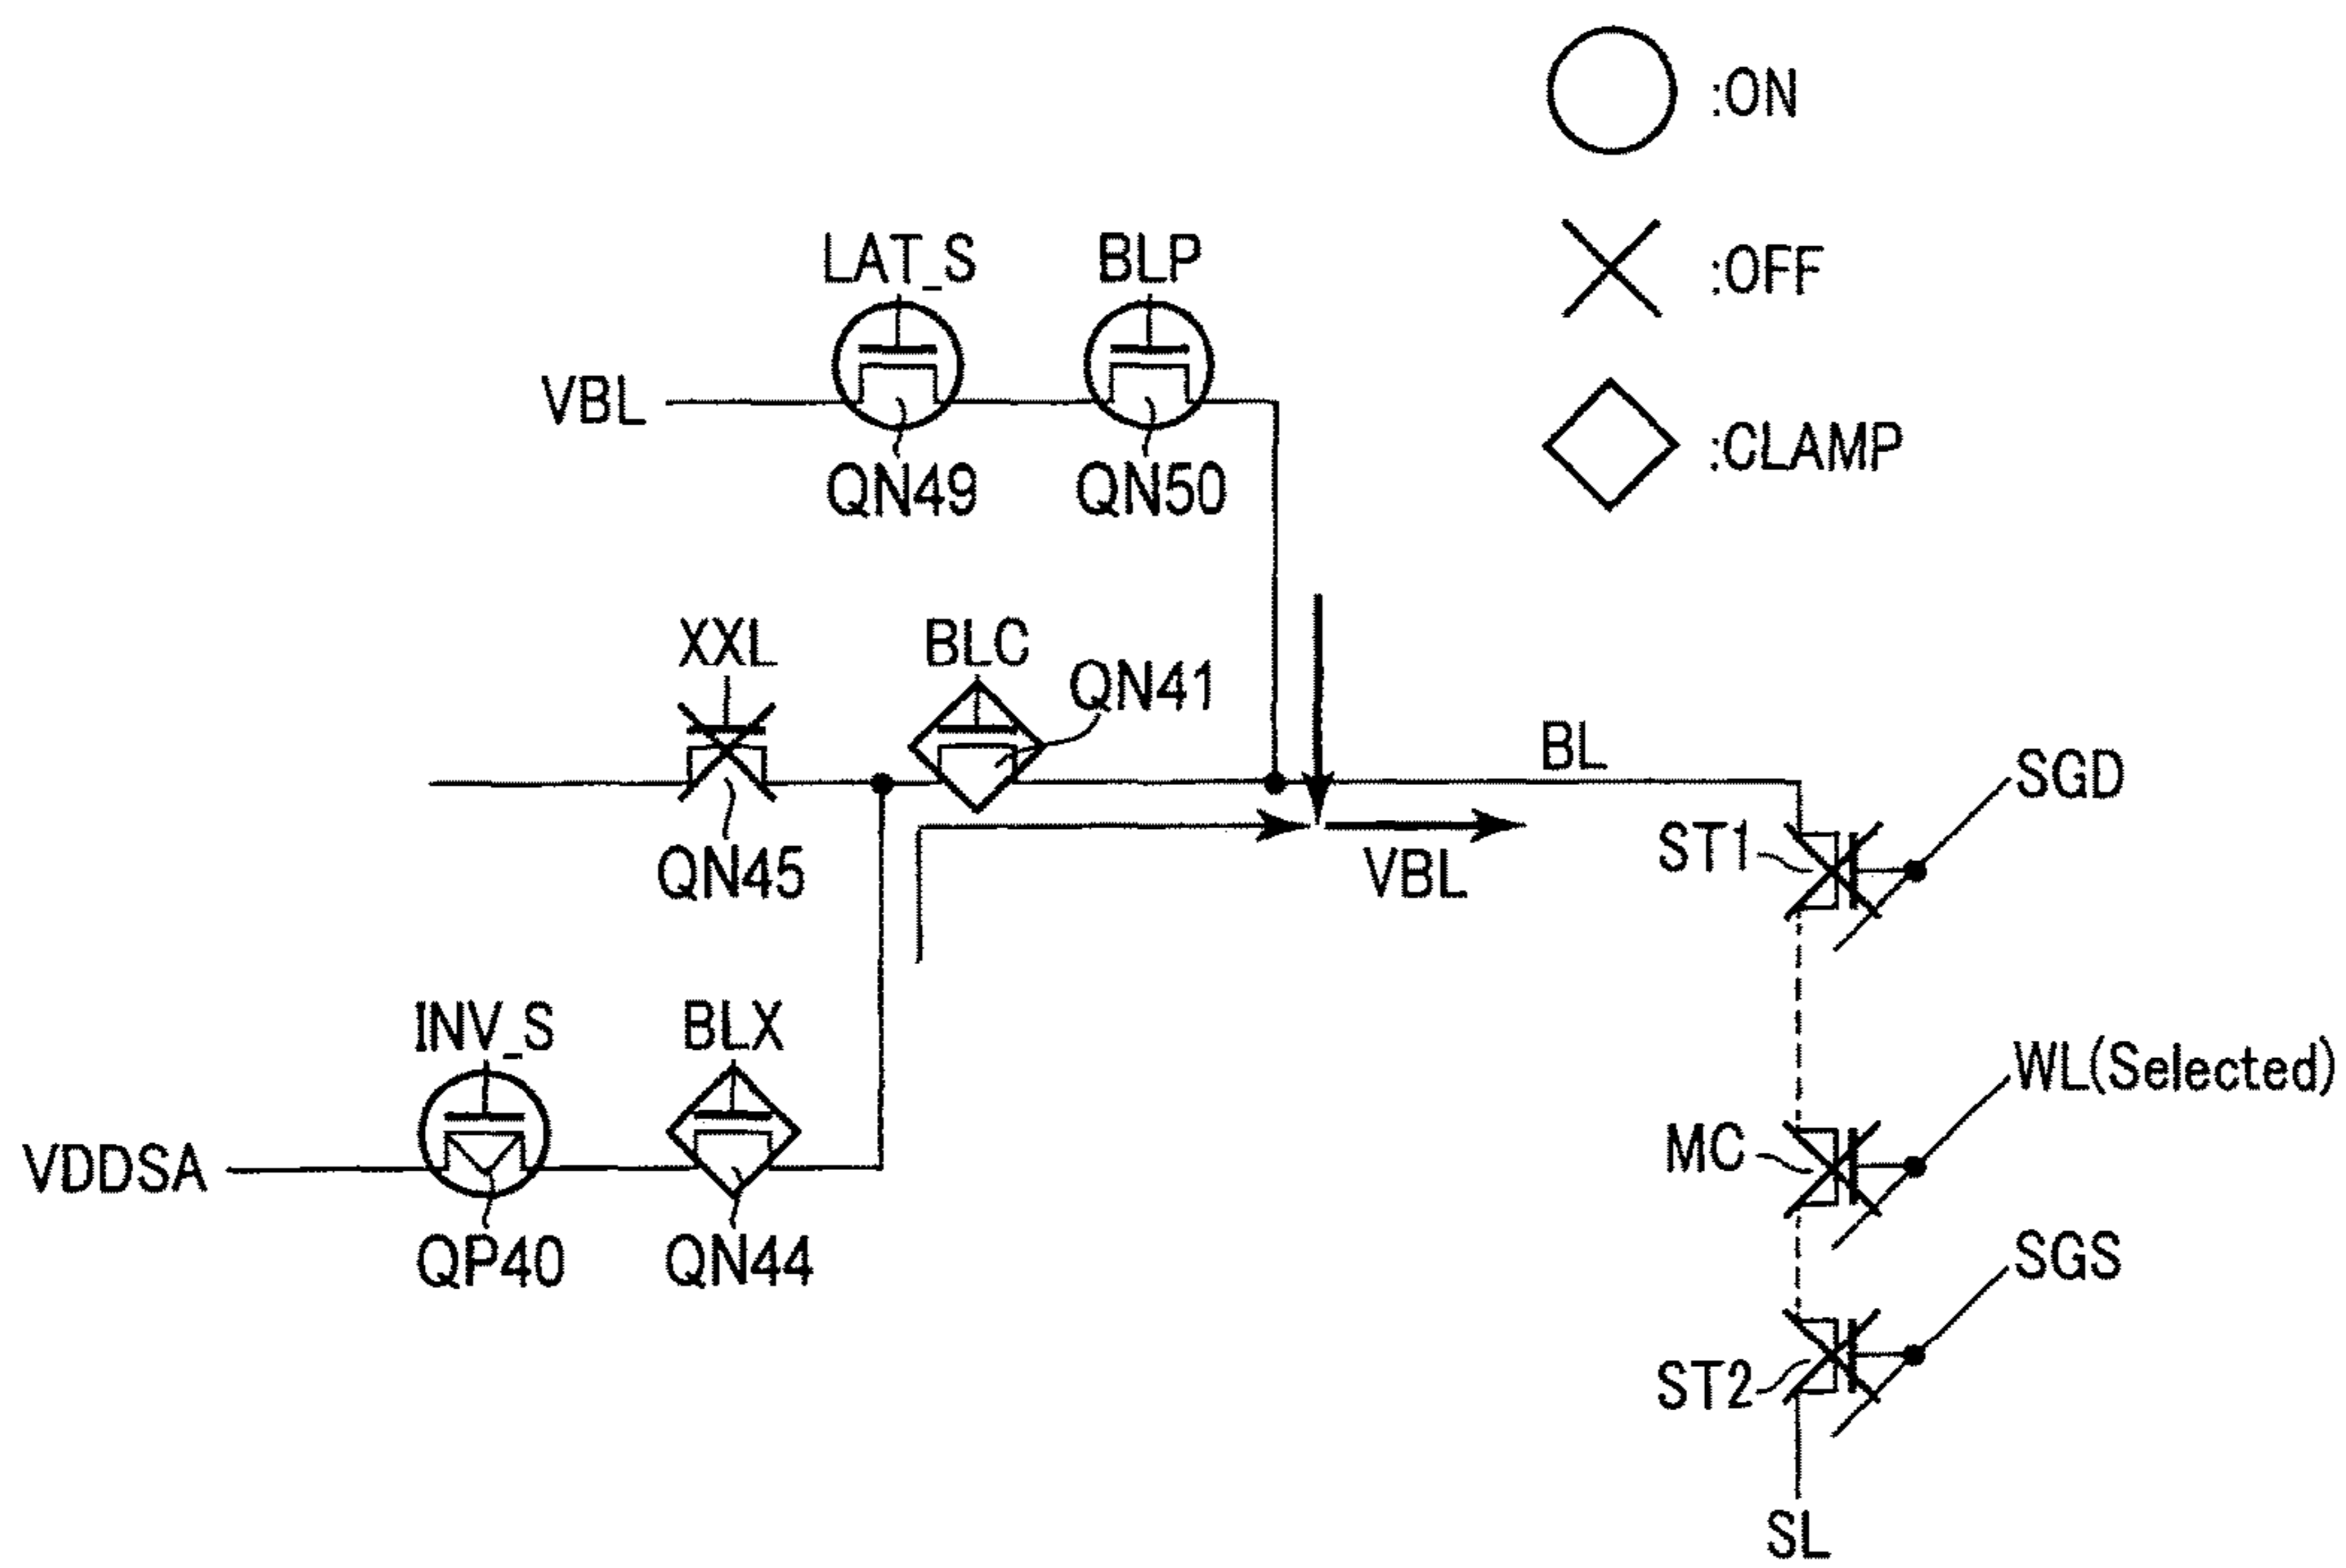 :ON
:OFF
:CLAMP
LAT_S
BLP
VBL
QN49
QN50
XXL
BLC
QN41
QN45
BL
VBL
SGD
ST1
INV_S
BLX
VDDSA
QP40
QN44
WL(Selected)
MC
SGS
ST2
SL